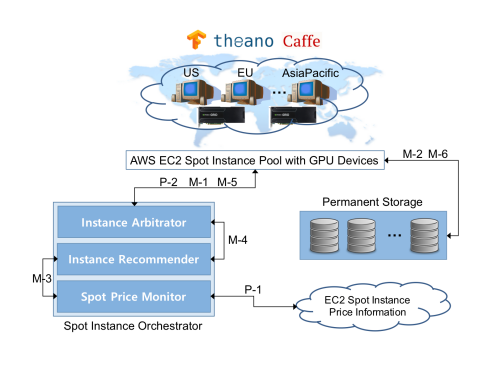 theano Caffe
US EU AsiaPacific
AWS EC2 Spot Instance Pool with GPU Devices
M-2 M-6
P-2 M-1 M-5
Permanent Storage
Instance Arbitrator
M-4
Instance Recommender
M-3
Spot Price Monitor
P-1
EC2 Spot Instance
Price Information
Spot Instance Orchestrator